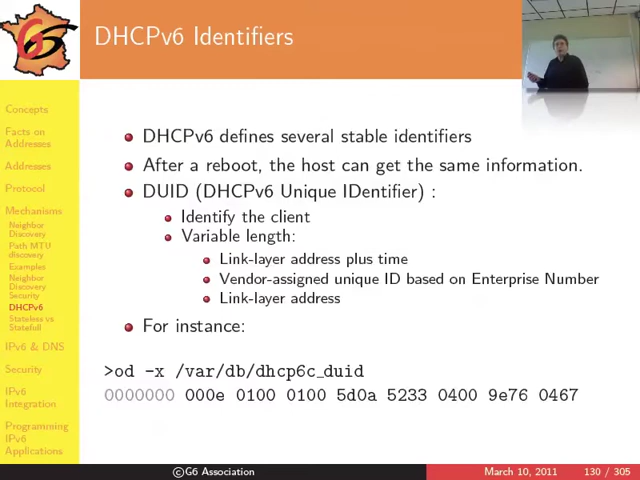 G6
DHCPv6 Identifiers
Concepts
Facts on
Addresses
Addresses
Protocol
Mechanisms
Neighbor
Discovery
Path MTU
discovery
Examples
Neighbor
Discovery
Security
DHCPv6
Stateless vs
Statefull
IPv6 & DNS
Security
IPv6
Integration
Programming
IPv6
Applications
DHCPv6 defines several stable identifiers
After a reboot, the host can get the same information.
DUID (DHCPv6 Unique IDentifier) :
Identify the client
Variable length:
Link-layer address plus time
Vendor-assigned unique ID based on Enterprise Number
Link-layer address
For instance:
>od -x /var/db/dhcp6c_duid
0000000 000e 0100 0100 5d0a 5233 0400 9e76 0467
©G6 Association
March 10, 2011
130 / 305